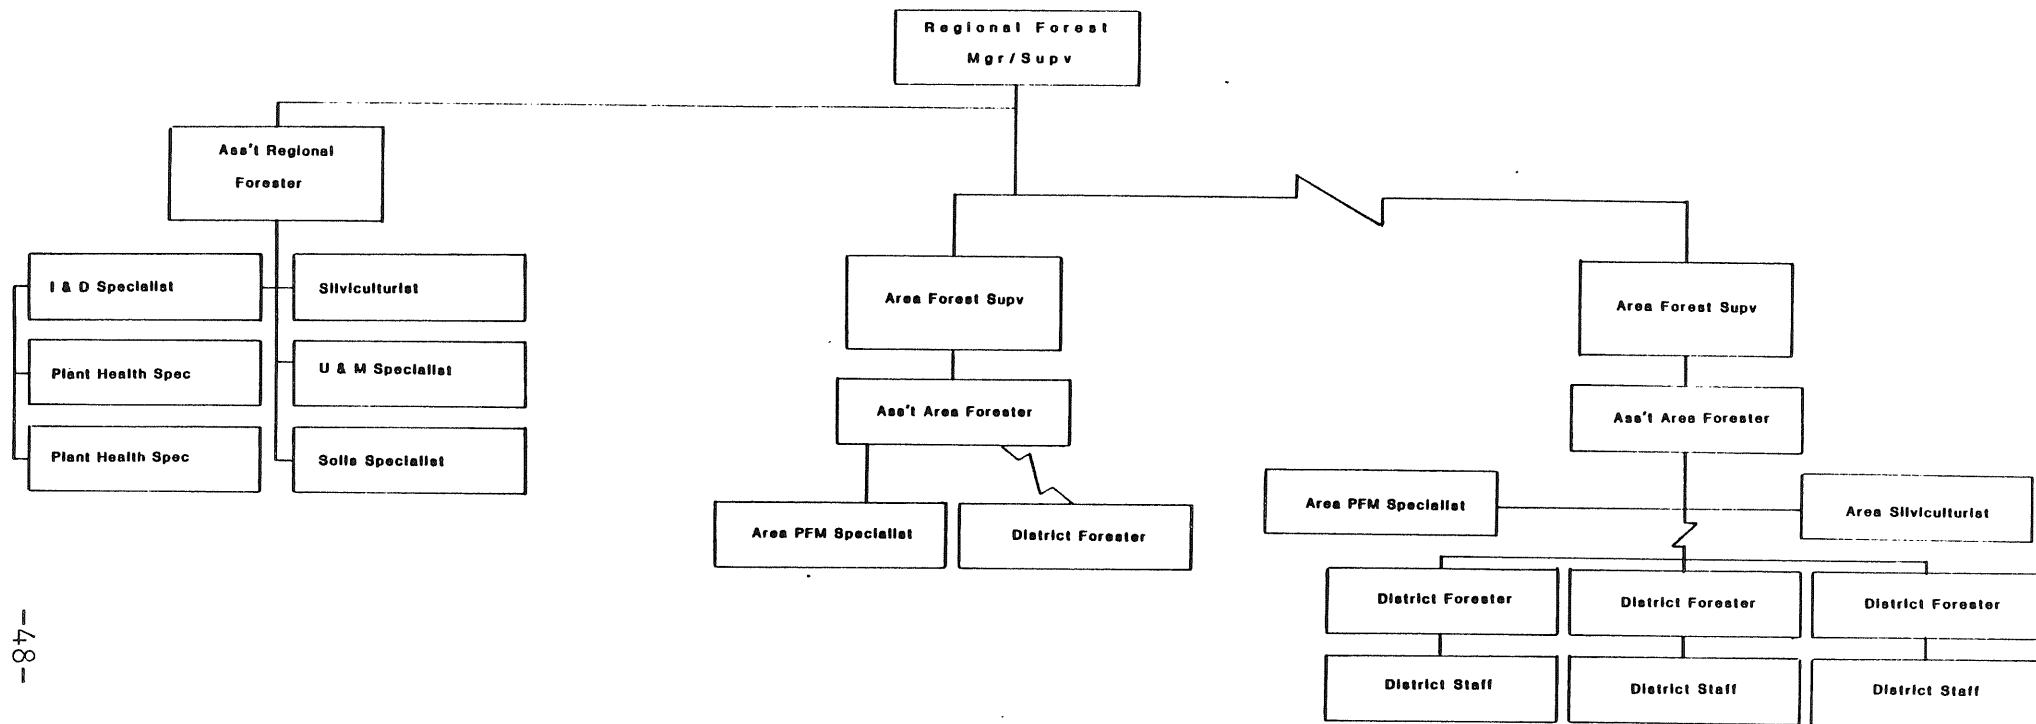 Regional Forest
Mgr/Supv
Ass't Regional
Forester
I & D Specialist
Silviculturist
Plant Health Spec
U & M Specialist
Plant Health Spec
Soils Specialist
Area Forest Supv
Ass't Area Forester
Area PFM Specialist
District Forester
Area Forest Supv
Ass't Area Forester
Area PFM Specialist
Area Silviculturist
District Forester
District Forester
District Forester
District Staff
District Staff
District Staff
-48-